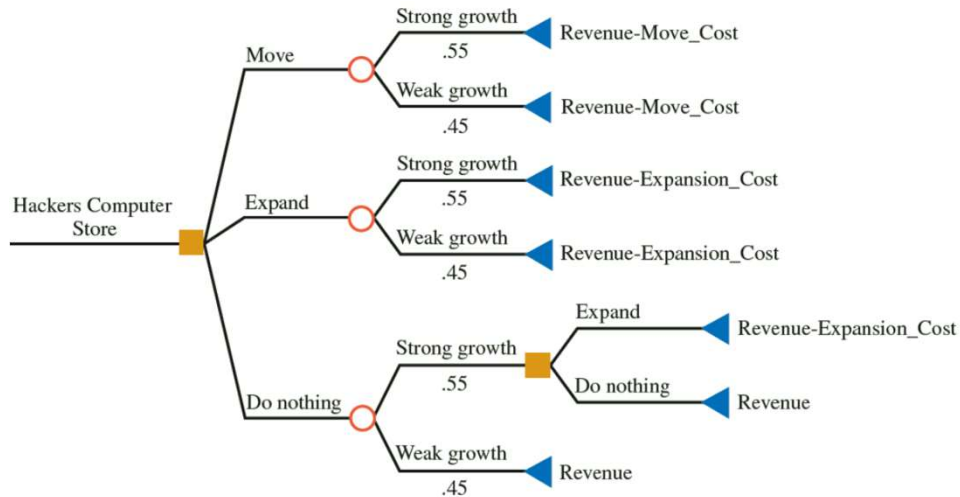 Strong growth
Revenue-Move_Cost
.55
Move
Weak growth
Revenue-Move_Cost
.45
Strong growth
Revenue-Expansion_Cost
.55
Hackers Computer
Store
Expand
Weak growth
Revenue-Expansion_Cost
.45
Expand
Revenue-Expansion_Cost
Strong growth
.55
Do nothing
Revenue
Do nothing
Weak growth
Revenue
.45